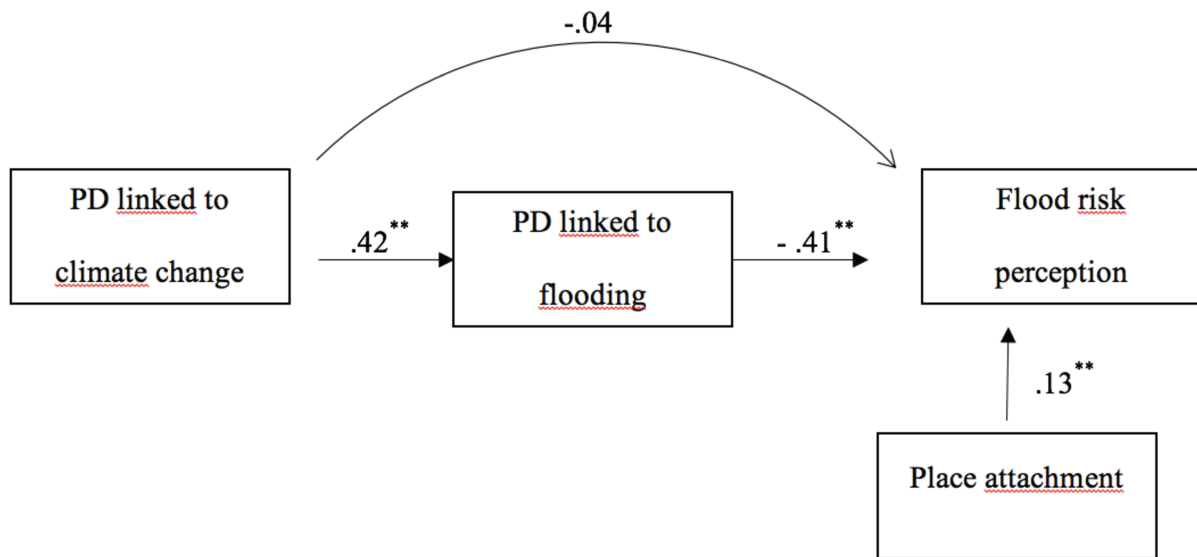 -.04
PD linked to
climate change
.42**
PD linked to
flooding
- .41**
Flood risk
perception
.13**
Place attachment